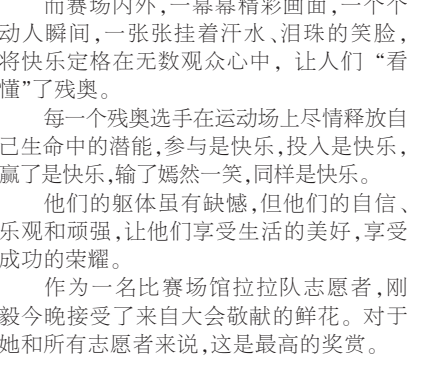 而赛场内外,一幕幕精彩画面,一个个
动人瞬间,一张张挂着汗水、泪珠的笑脸,
将快乐定格在无数观众心中, 让人们“看
懂”了残奥。
每一个残奥选手在运动场上尽情释放自
己生命中的潜能,参与是快乐,投入是快乐,
赢了是快乐,输了嫣然一笑,同样是快乐。
他们的躯体虽有缺憾,但他们的自信、
乐观和顽强,让他们享受生活的美好,享受
成功的荣耀。
作为一名比赛场馆拉拉队志愿者,刚
毅今晚接受了来自大会敬献的鲜花。对于
她和所有志愿者来说,这是最高的奖赏。